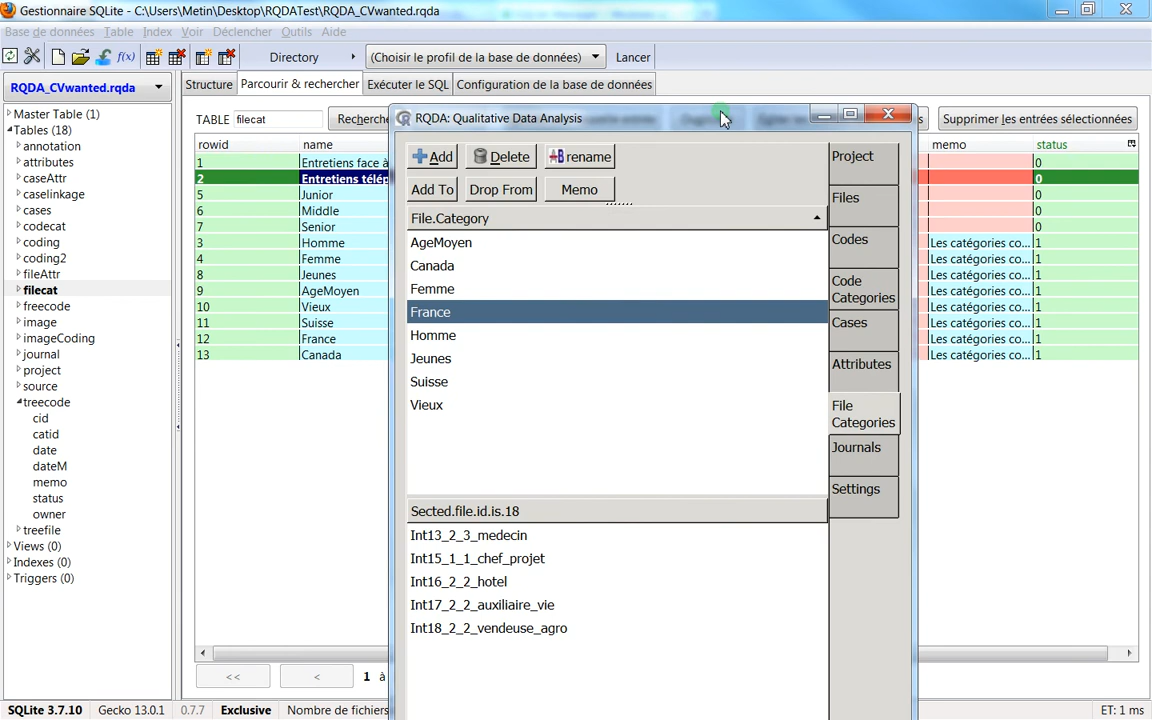 Gestionnaire SQLite - C:\Users\Metin\Desktop\RQDATest\RQDA_CVwanted.rqda
Base de données Table Index Voir Déclencher Outils Aide
f(x) Directory (Choisir le profil de la base de données) Lancer
RQDA_CVwanted.rqda
Structure Parcourir & rechercher Exécuter le SQL Configuration de la base de données
Master Table (1)
Tables (18)
annotation
attributes
caseAttr
caselinkage
cases
codecat
coding
coding2
fileAttr
filecat
freecode
image
imageCoding
journal
project
source
treecode
cid
catid
date
dateM
memo
status
owner
treefile
Views (0)
Indexes (0)
Triggers (0)
TABLE filecat Recherche
Supprimer les entrées sélectionnées
rowid name memo status
1 Entretiens face à 0
2 Entretiens télép 0
5 Junior 0
6 Middle 0
7 Senior 0
3 Homme Les catégories co... 1
4 Femme Les catégories co... 1
8 Jeunes Les catégories co... 1
9 AgeMoyen Les catégories co... 1
10 Vieux Les catégories co... 1
11 Suisse Les catégories co... 1
12 France Les catégories co... 1
13 Canada Les catégories co... 1
<< < 1 à
RQDA: Qualitative Data Analysis
Add Delete rename
Add To Drop From Memo
File.Category
AgeMoyen
Canada
Femme
France
Homme
Jeunes
Suisse
Vieux
Sected.file.id.is.18
Int13_2_3_medecin
Int15_1_1_chef_projet
Int16_2_2_hotel
Int17_2_2_auxiliaire_vie
Int18_2_2_vendeuse_agro
Project
Files
Codes
Code
Categories
Cases
Attributes
File
Categories
Journals
Settings
SQLite 3.7.10 Gecko 13.0.1 0.7.7 Exclusive Nombre de fichiers
ET: 1 ms